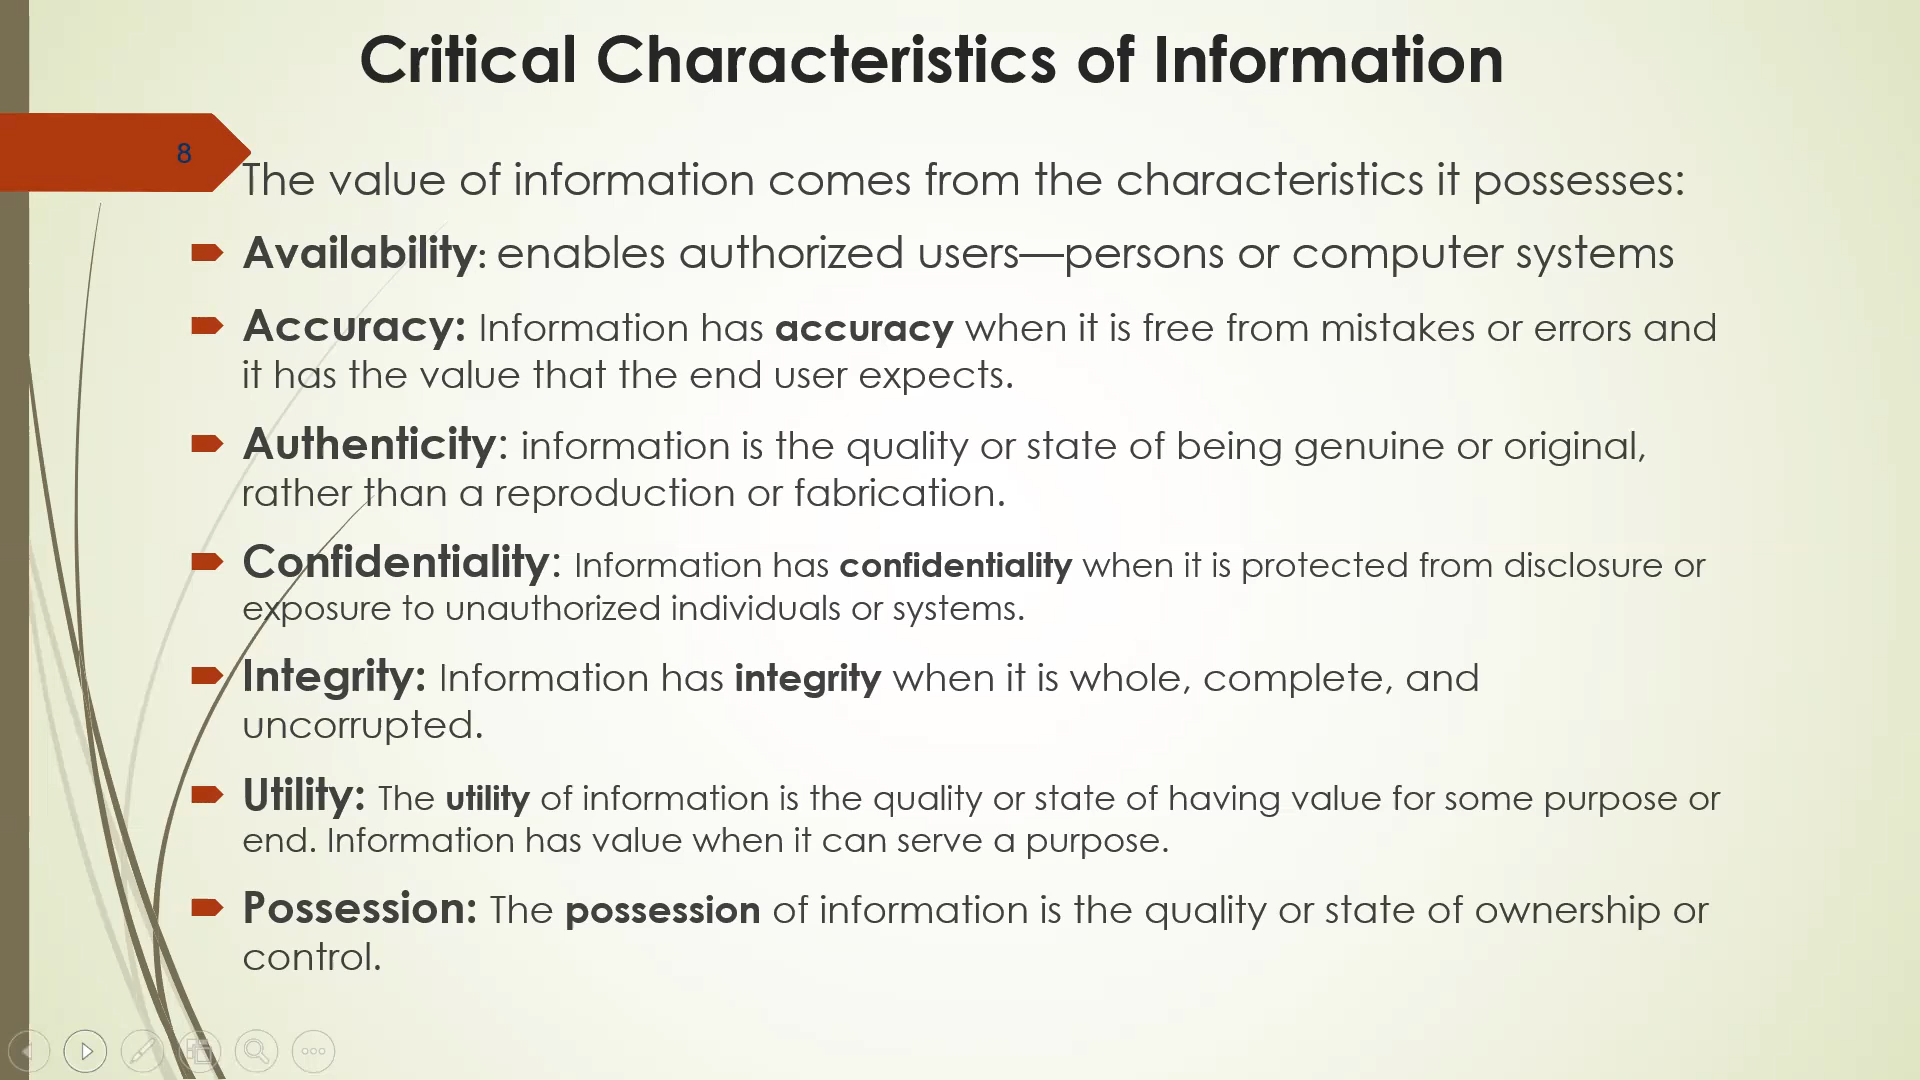 Critical Characteristics of Information
8
The value of information comes from the characteristics it possesses:
Availability: enables authorized users—persons or computer systems
Accuracy: Information has accuracy when it is free from mistakes or errors and
it has the value that the end user expects.
Authenticity: information is the quality or state of being genuine or original,
rather than a reproduction or fabrication.
Confidentiality: Information has confidentiality when it is protected from disclosure or
exposure to unauthorized individuals or systems.
Integrity: Information has integrity when it is whole, complete, and
uncorrupted.
Utility: The utility of information is the quality or state of having value for some purpose or
end. Information has value when it can serve a purpose.
Possession: The possession of information is the quality or state of ownership or
control.